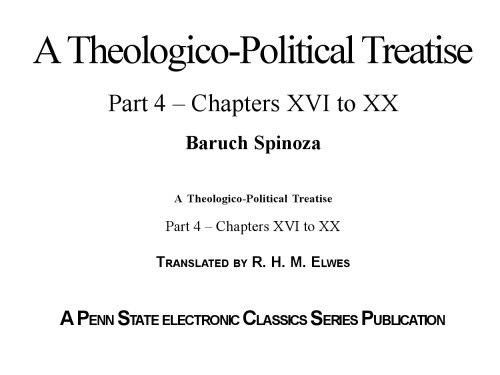 A Theologico-Political Treatise
Part 4 – Chapters XVI to XX
Baruch Spinoza
A Theologico-Political Treatise
Part 4 – Chapters XVI to XX
TRANSLATED BY R. H. M. ELWES
A PENN STATE ELECTRONIC CLASSICS SERIES PUBLICATION